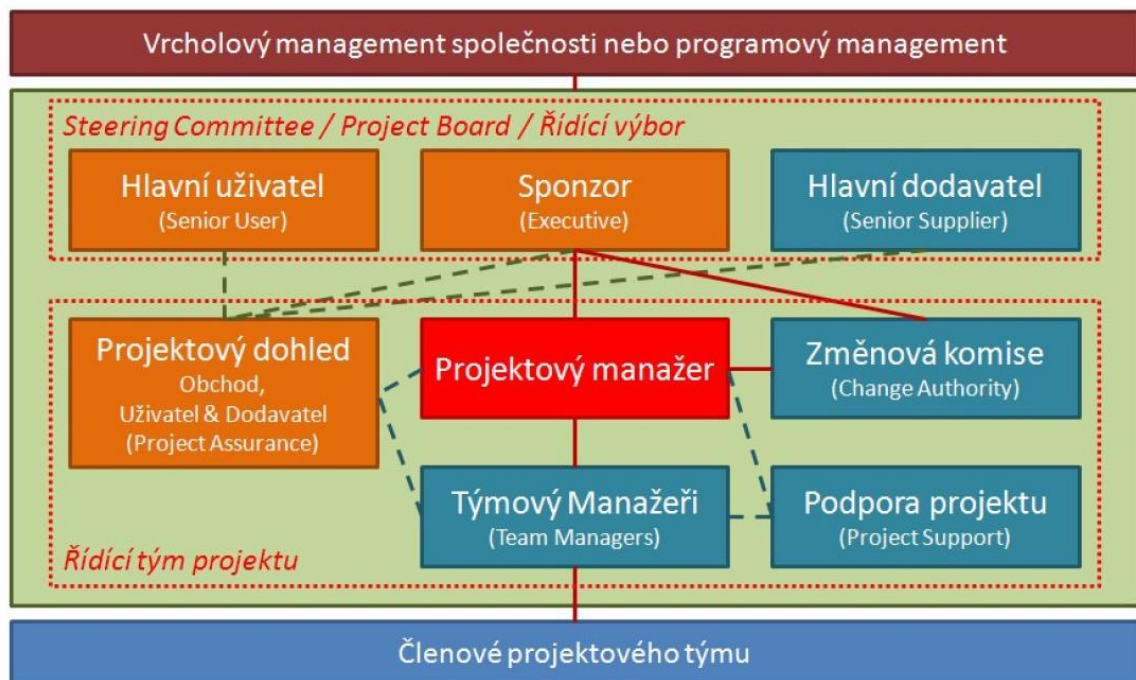 Vrcholový management společnosti nebo programový management
Steering Committee / Project Board / Řídící výbor
Hlavní uživatel
(Senior User)
Sponzor
(Executive)
Hlavní dodavatel
(Senior Supplier)
Projektový dohled
Obchod,
Uživatel & Dodavatel
(Project Assurance)
Projektový manažer
Změnová komise
(Change Authority)
Týmový Manažeři
(Team Managers)
Podpora projektu
(Project Support)
Řídící tým projektu
Členové projektového týmu